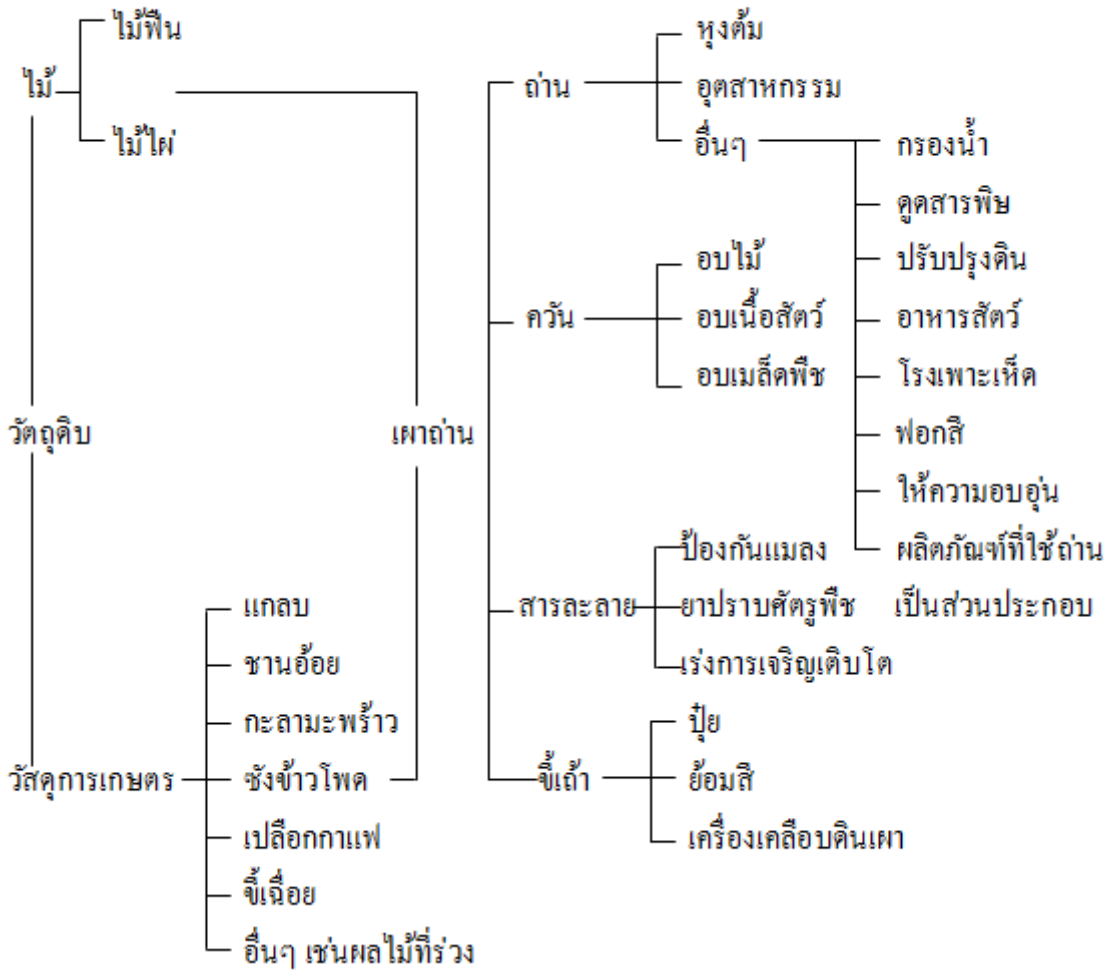 ไม้ฟืน
ไม้
ไม้ไผ่
วัตถุดิบ
เผาถ่าน
แกลบ
ชานอ้อย
กะลามะพร้าว
วัสดุการเกษตร
ซังข้าวโพด
เปลือกกาแฟ
ขี้เฉื่อย
อื่นๆ เช่นผลไม้ที่ร่วง
ถ่าน
หุงต้ม
อุตสาหกรรม
อื่นๆ
กรองน้ำ
ดูดสารพิษ
ปรับปรุงดิน
อาหารสัตว์
โรงเพาะเห็ด
ฟอกสี
ให้ความอบอุ่น
ผลิตภัณฑ์ที่ใช้ถ่าน
เป็นส่วนประกอบ
ควัน
อบไม้
อบเนื้อสัตว์
อบเมล็ดพืช
สารละลาย
ป้องกันแมลง
ยาปราบศัตรูพืช
เร่งการเจริญเติบโต
ขี้เถ้า
ปุ๋ย
ย้อมสี
เครื่องเคลือบดินเผา